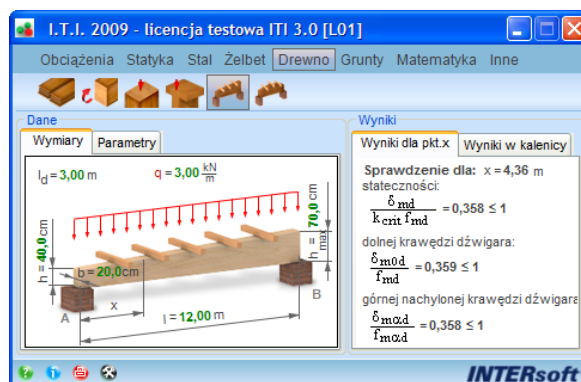 I.T.I. 2009 - licencja testowa ITI 3.0 [L01]
Obciążenia Statyka Stal Żelbet Drewno Grunty Matematyka Inne
Dane
Wymiary Parametry
l_d = 3,00 m
q = 3,00 kN/m
h = 40,0 cm
b = 20,0 cm
h_max = 70,0 cm
A
x
B
l = 12,00 m
Wyniki
Wyniki dla pkt.x Wyniki w kalenicy
Sprawdzenie dla: x = 4,36 m
stateczności:
δ_md / k_crit f_md = 0,358 ≤ 1
dolnej krawędzi dźwigara:
δ_m0d / f_md = 0,359 ≤ 1
górnej nachylonej krawędzi dźwigara
δ_mαd / f_mαd = 0,358 ≤ 1
INTERsoft